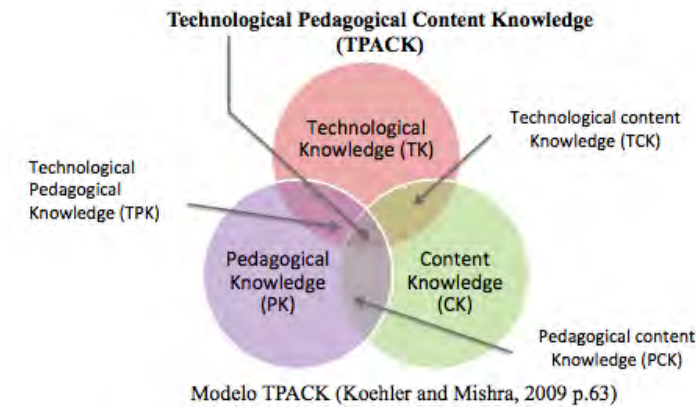 Technological Pedagogical Content Knowledge
(TPACK)
Technological
Knowledge (TK)
Technological content
Knowledge (TCK)
Technological
Pedagogical
Knowledge (TPK)
Pedagogical
Knowledge
(PK)
Content
Knowledge
(CK)
Pedagogical content
Knowledge (PCK)
Modelo TPACK (Koehler and Mishra, 2009 p.63)